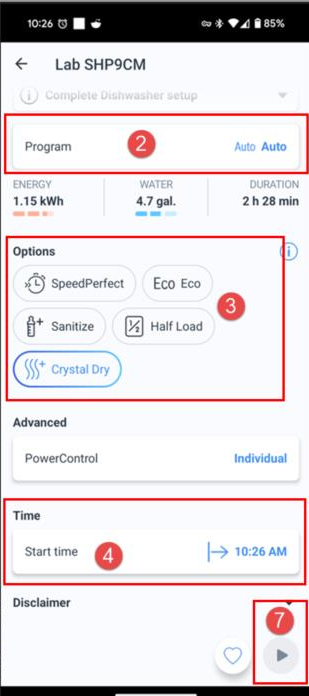 10:26 85%
Lab SHP9CM
Complete Dishwasher setup
2
Program Auto Auto
ENERGY WATER DURATION
1.15 kWh 4.7 gal. 2 h 28 min
Options
SpeedPerfect Eco Eco
3
Sanitize 1/2 Half Load
Crystal Dry
Advanced
PowerControl Individual
Time
Start time 4 10:26 AM
Disclaimer
7